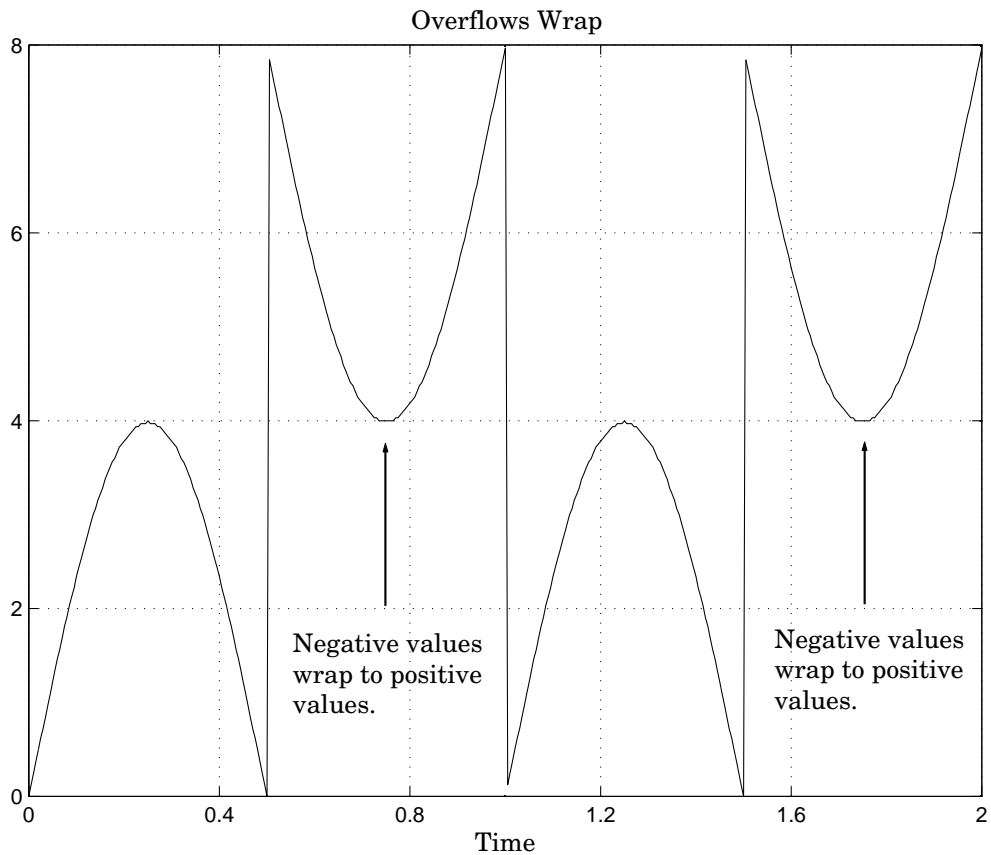 Overflows Wrap
8
6
4
2
0
Negative values
wrap to positive
values.
Negative values
wrap to positive
values.
0 0.4 0.8 1.2 1.6 2
Time